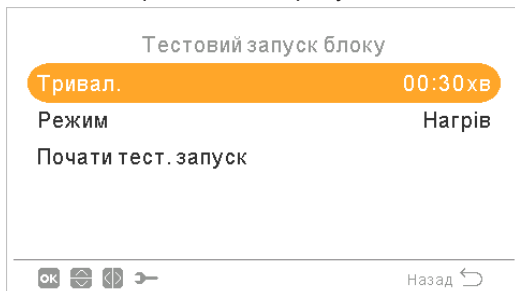 Тестовий запуск блоку
Тривал. 00:30хв
Режим Нагрів
Почати тест. запуск
OK Назад